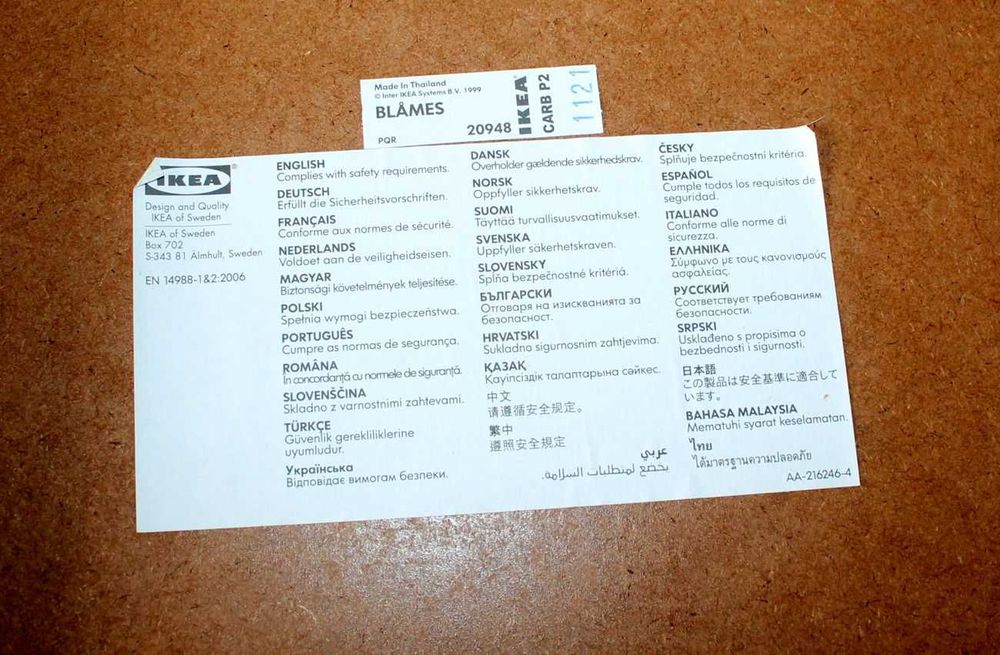 Made In Thailand
© Inter IKEA Systems B.V. 1999
BLÅMES
PQR
20948
IKEA
CARB P2
1121
IKEA
Design and Quality
IKEA of Sweden
IKEA of Sweden
Box 702
S-343 81 Älmhult, Sweden
EN 14988-1&2:2006
ENGLISH
Complies with safety requirements.
DEUTSCH
Erfüllt die Sicherheitsvorschriften.
FRANÇAIS
Conforme aux normes de sécurité.
NEDERLANDS
Voldoet aan de veiligheidseisen.
MAGYAR
Biztonsági követelmények teljesítése.
POLSKI
Spełnia wymogi bezpieczeństwa.
PORTUGUÊS
Cumpre as normas de segurança.
ROMÂNA
În concordanţă cu normele de siguranţă.
SLOVENŠČINA
Skladno z varnostnimi zahtevami.
TÜRKÇE
Güvenlik gerekliliklerine
uyumludur.
Українська
Відповідає вимогам безпеки.
DANSK
Overholder gældende sikkerhedskrav.
NORSK
Oppfyller sikkerhetskrav.
SUOMI
Täyttää turvallisuusvaatimukset.
SVENSKA
Uppfyller säkerhetskraven.
SLOVENSKY
Spĺňa bezpečnostné kritériá.
БЪЛГАРСКИ
Отговаря на изискванията за
безопасност.
HRVATSKI
Sukladno sigurnosnim zahtjevima.
ҚАЗАҚ
Қауіпсіздік талаптарына сәйкес.
中文
请遵循安全规定。
繁中
遵照安全規定
عربي
يخضع لمتطلبات السلامة.
ČESKY
Splňuje bezpečnostní kritéria.
ESPAÑOL
Cumple todos los requisitos de
seguridad.
ITALIANO
Conforme alle norme di
sicurezza.
ΕΛΛΗΝΙΚΑ
Σύμφωνο με τους κανονισμούς
ασφαλείας.
РУССКИЙ
Соответствует требованиям
безопасности.
SRPSKI
Usklađeno s propisima o
bezbednosti i sigurnosti.
日本語
この製品は安全基準に適合して
います。
BAHASA MALAYSIA
Mematuhi syarat keselamatan.
ไทย
ได้มาตรฐานความปลอดภัย
AA-216246-4